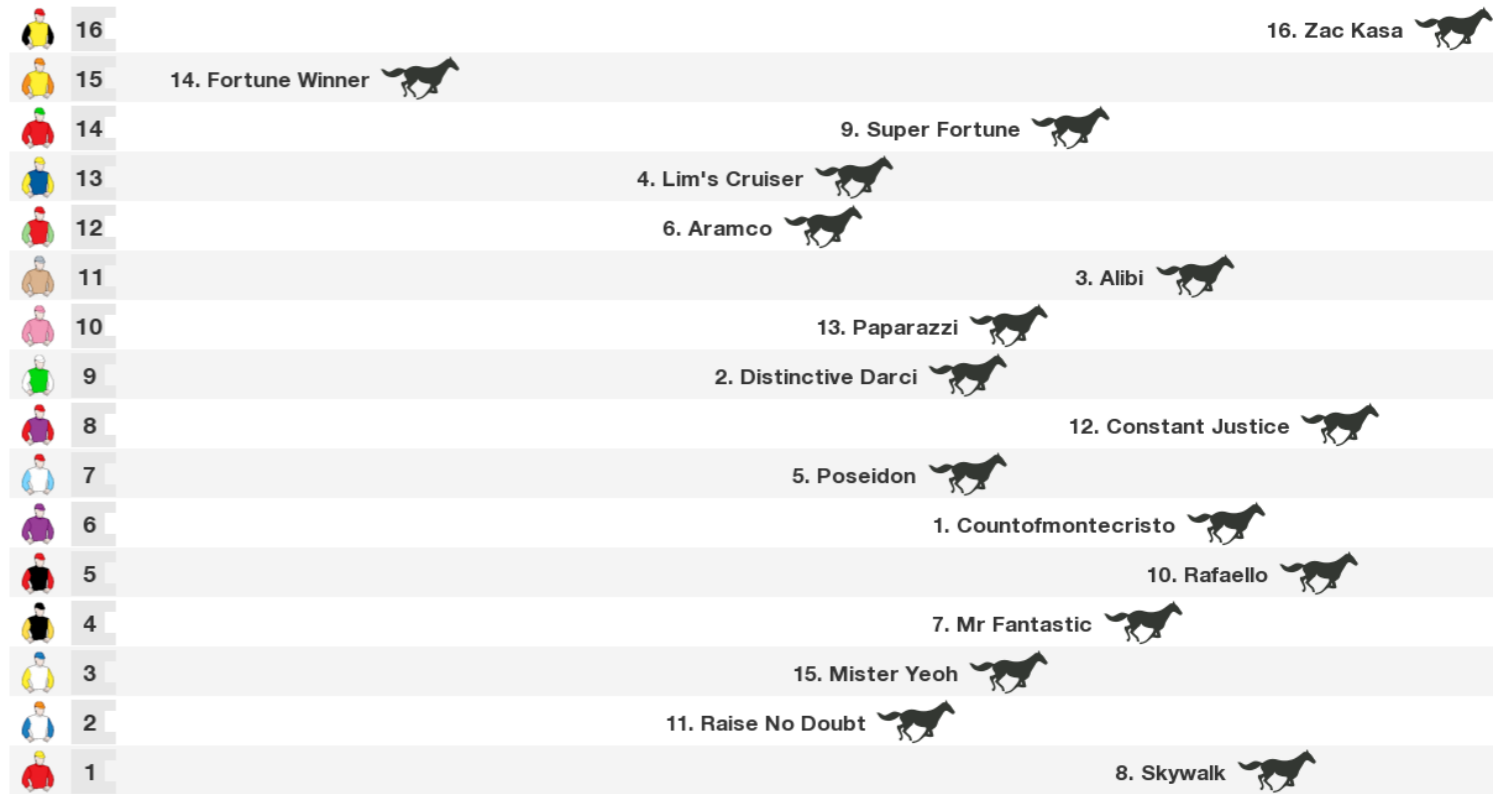 16 16. Zac Kasa
15 14. Fortune Winner
14 9. Super Fortune
13 4. Lim's Cruiser
12 6. Aramco
11 3. Alibi
10 13. Paparazzi
9 2. Distinctive Darci
8 12. Constant Justice
7 5. Poseidon
6 1. Countofmontecristo
5 10. Rafaello
4 7. Mr Fantastic
3 15. Mister Yeoh
2 11. Raise No Doubt
1 8. Skywalk